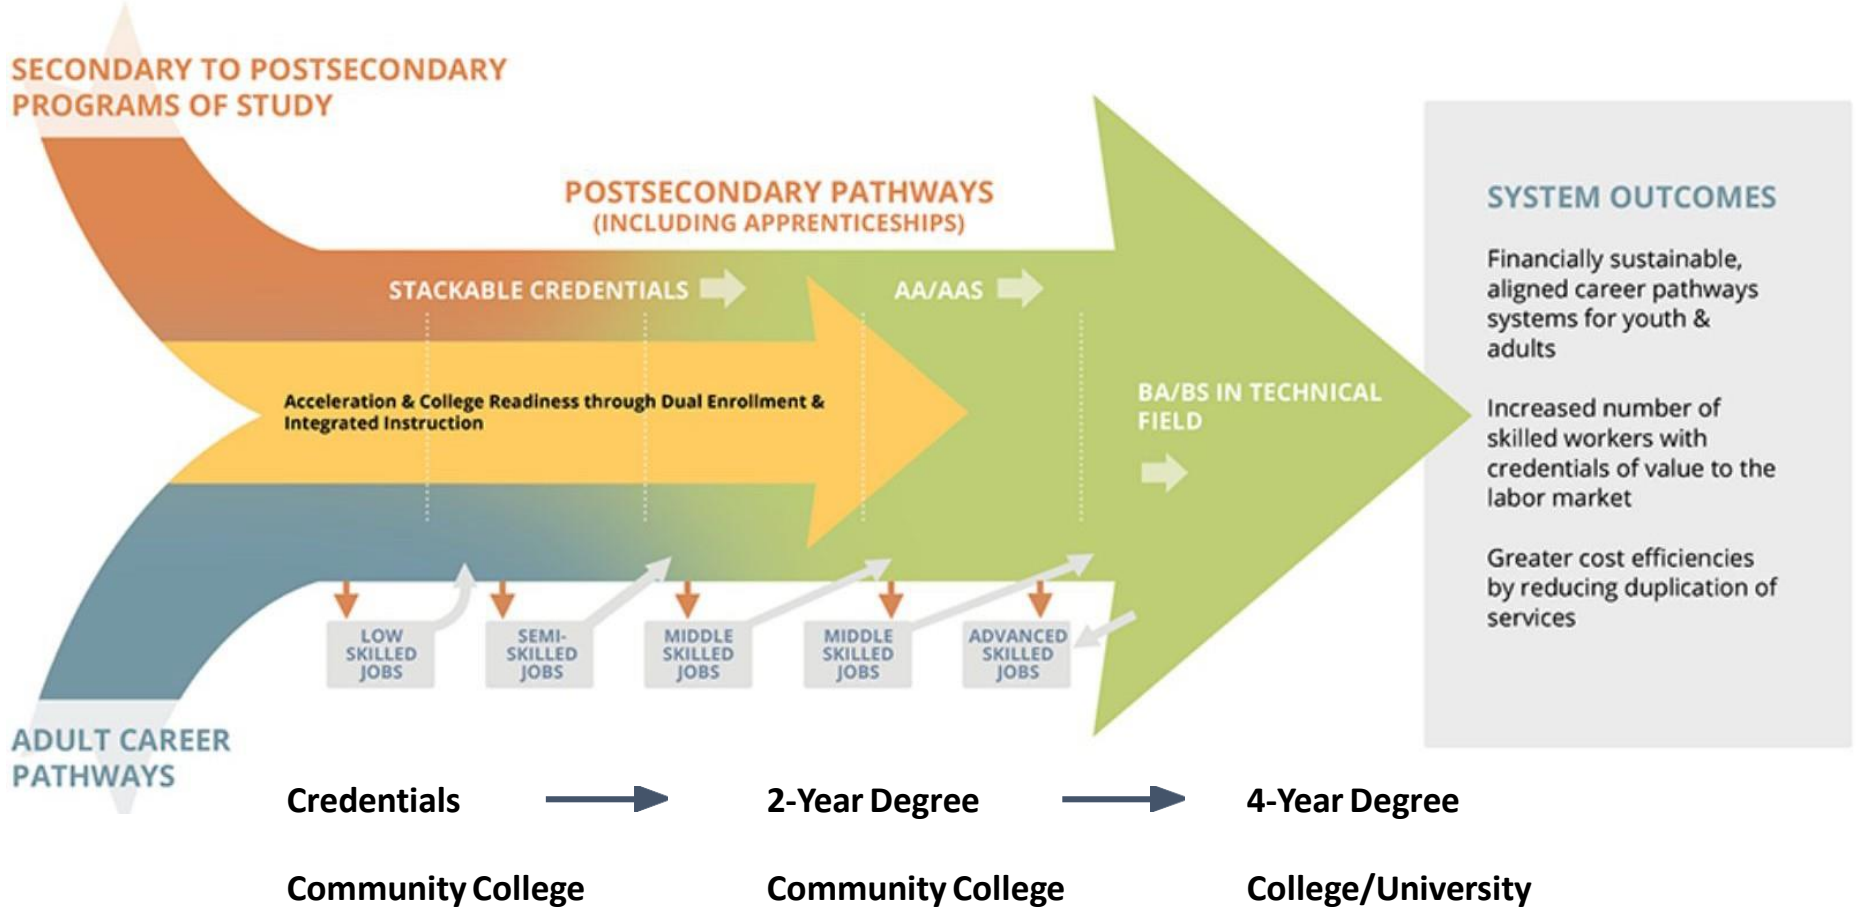 SECONDARY TO POSTSECONDARY
PROGRAMS OF STUDY
POSTSECONDARY PATHWAYS
(INCLUDING APPRENTICESHIPS)
STACKABLE CREDENTIALS
AA/AAS
Acceleration & College Readiness through Dual Enrollment &
Integrated Instruction
BA/BS IN TECHNICAL
FIELD
SYSTEM OUTCOMES
Financially sustainable,
aligned career pathways
systems for youth &
adults
Increased number of
skilled workers with
credentials of value to the
labor market
Greater cost efficiencies
by reducing duplication of
services
LOW
SKILLED
JOBS
SEMI-
SKILLED
JOBS
MIDDLE
SKILLED
JOBS
MIDDLE
SKILLED
JOBS
ADVANCED
SKILLED
JOBS
ADULT CAREER
PATHWAYS
Credentials
2-Year Degree
4-Year Degree
Community College
Community College
College/University